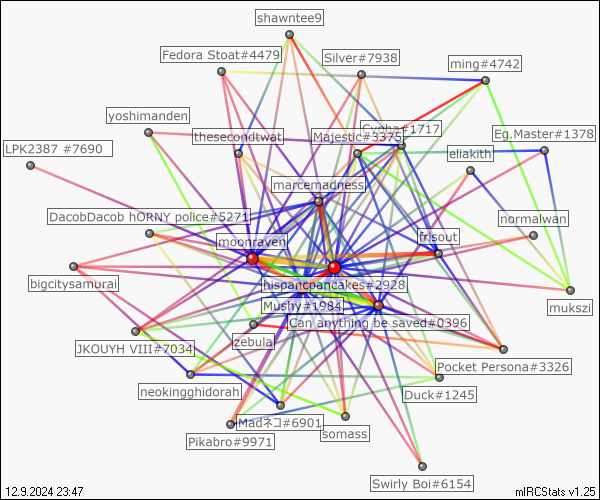 shawntee9
Fedora Stoat#4479
Silver#7938
ming#4742
yoshimanden
Cypha#1717
thesecondtwat
Majestic#3375
Eg.Master#1378
LPK2387 #7690
eliakith
marcemadness
DacobDacob hORNY police#5271
normalwan
moonraven
frisout
bigcitysamurai
hispancpancakes#2928
Mushy#1984
mukszi
Can anything be saved#0396
zebula
JKOUYH VIII#7034
Pocket Persona#3326
neokingghidorah
Duck#1245
Madネコ#6901
somass
Pikabro#9971
Swirly Boi#6154
12.9.2024 23:47
mIRCStats v1.25